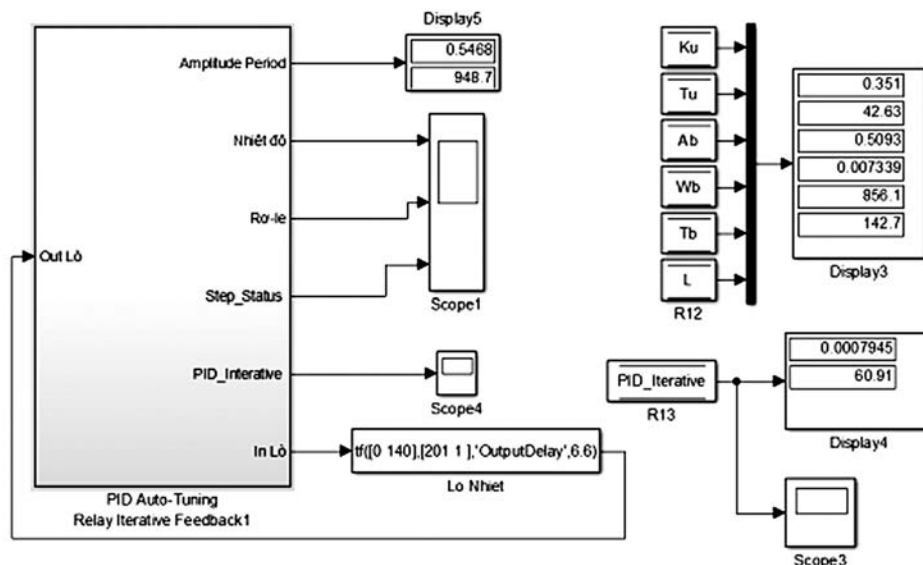 Display5
0.5468
948.7
Amplitude Period
Nhiêt đô
Rơ-le
Step_Status
PID_Interative
In Lò
Out Lò
PID Auto-Tuning
Relay Iterative Feedback1
Scope1
Scope4
tf([0 140],[201 1 ],'OutputDelay',6.6)
Lo Nhiet
Ku
Tu
Ab
Wb
Tb
L
R12
0.351
42.63
0.5093
0.007339
856.1
142.7
Display3
PID_Iterative
R13
0.0007945
60.91
Display4
Scope3